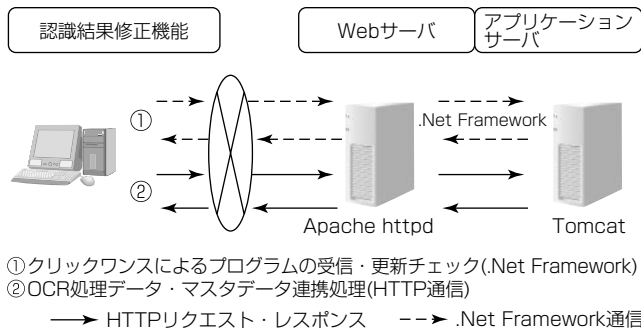 認識結果修正機能
Webサーバ
アプリケーション
サーバ
①
.Net Framework
②
Apache httpd
Tomcat
①クリックワンスによるプログラムの受信・更新チェック(.Net Framework)
②OCR処理データ・マスタデータ連携処理(HTTP通信)
HTTPリクエスト・レスポンス
.Net Framework通信